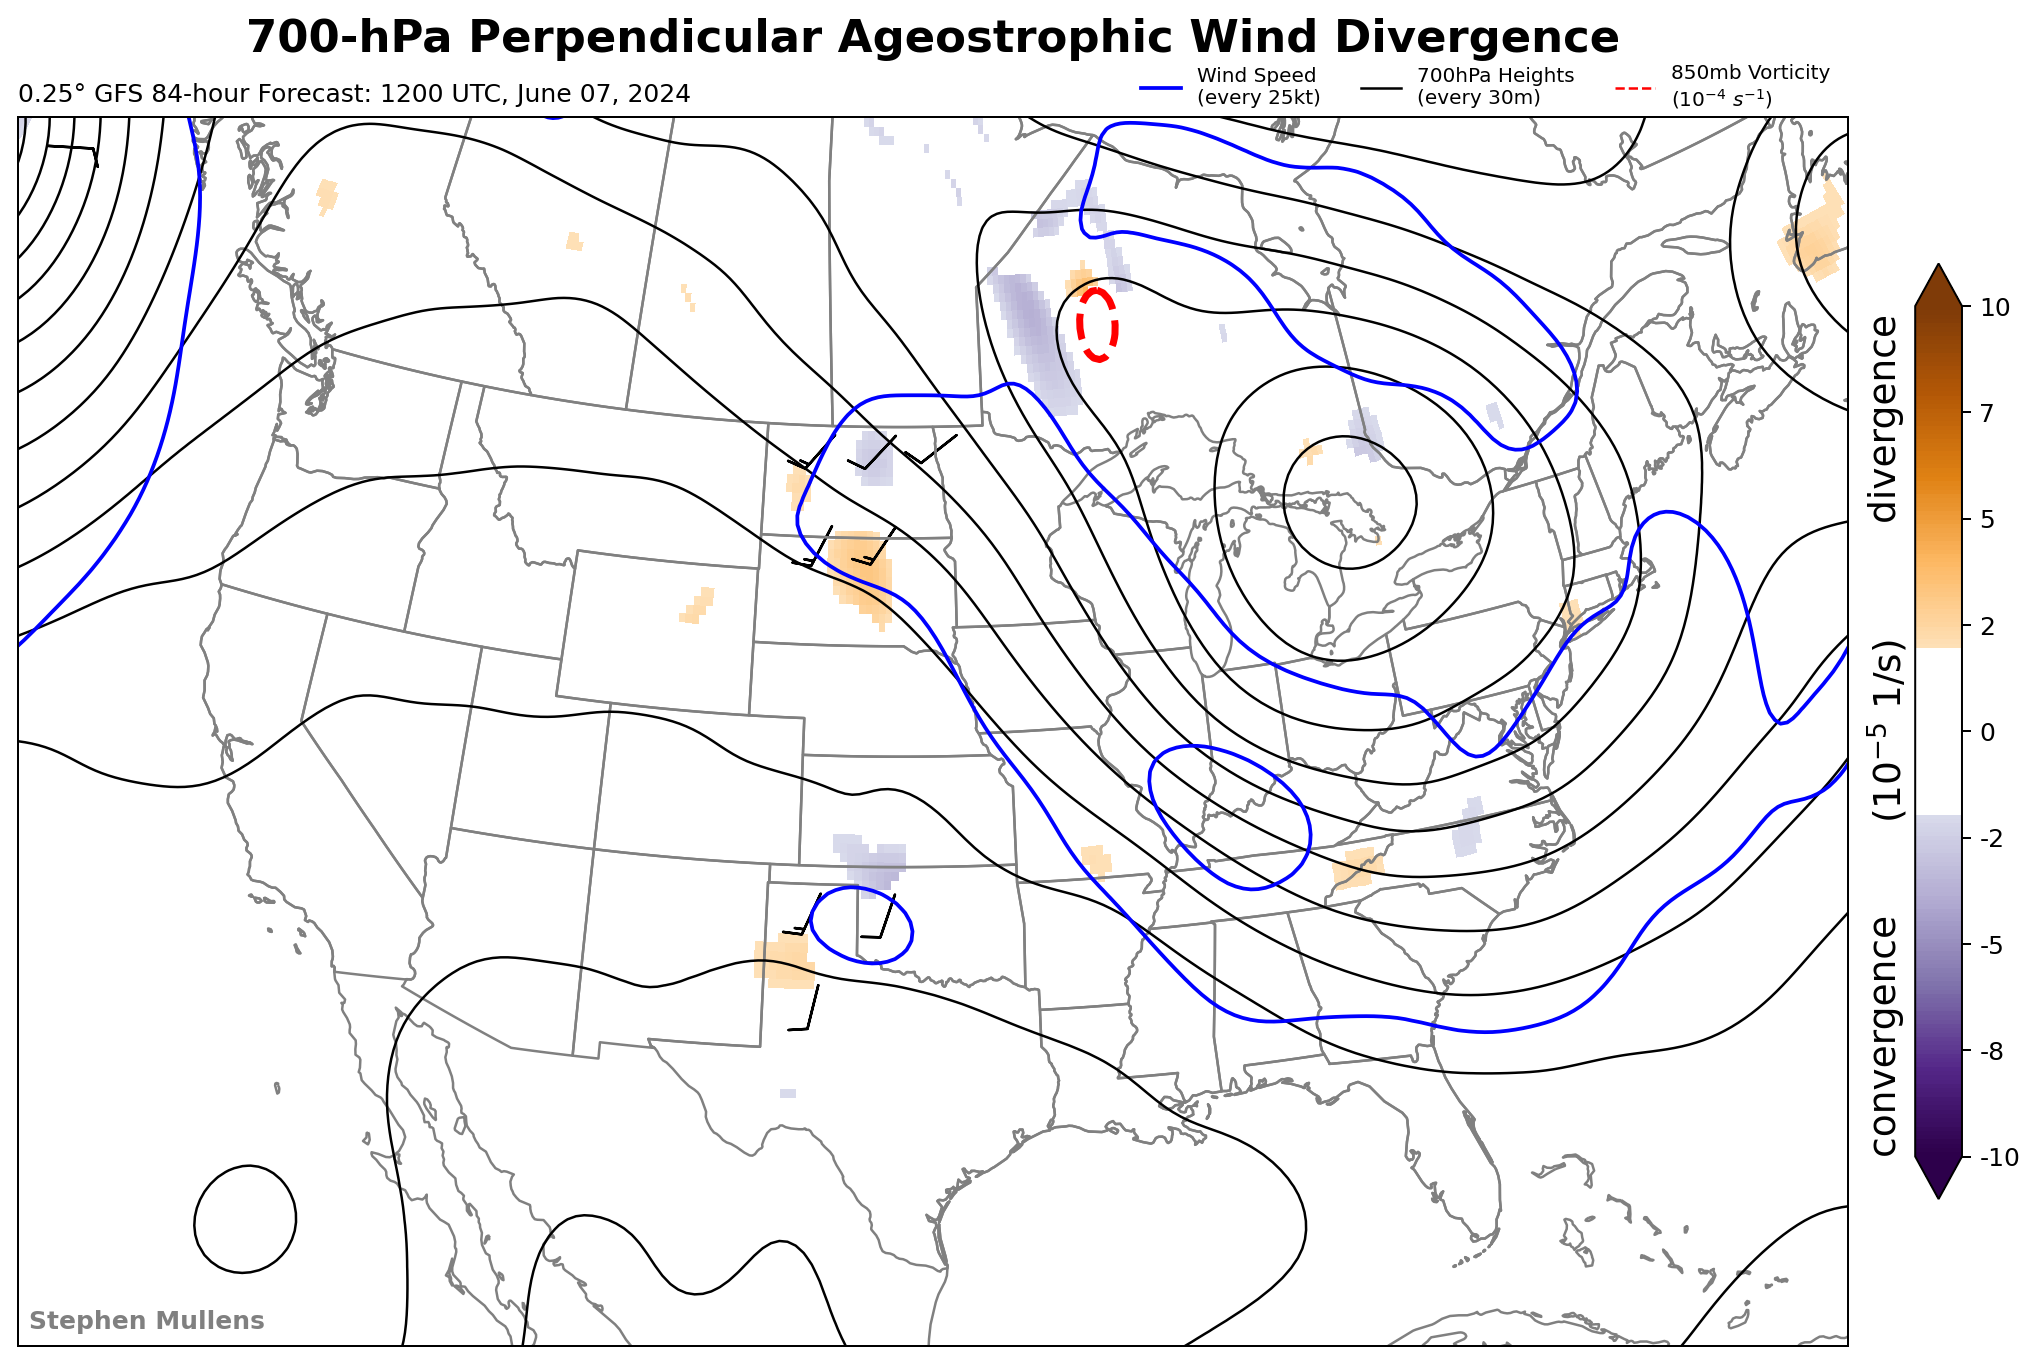 700-hPa Perpendicular Ageostrophic Wind Divergence
0.25° GFS 84-hour Forecast: 1200 UTC, June 07, 2024
Wind Speed
(every 25kt)
700hPa Heights
(every 30m)
850mb Vorticity
(10⁻⁴ s⁻¹)
10
7
5
2
0
-2
-5
-8
-10
convergence (10⁻⁵ 1/s) divergence
Stephen Mullens